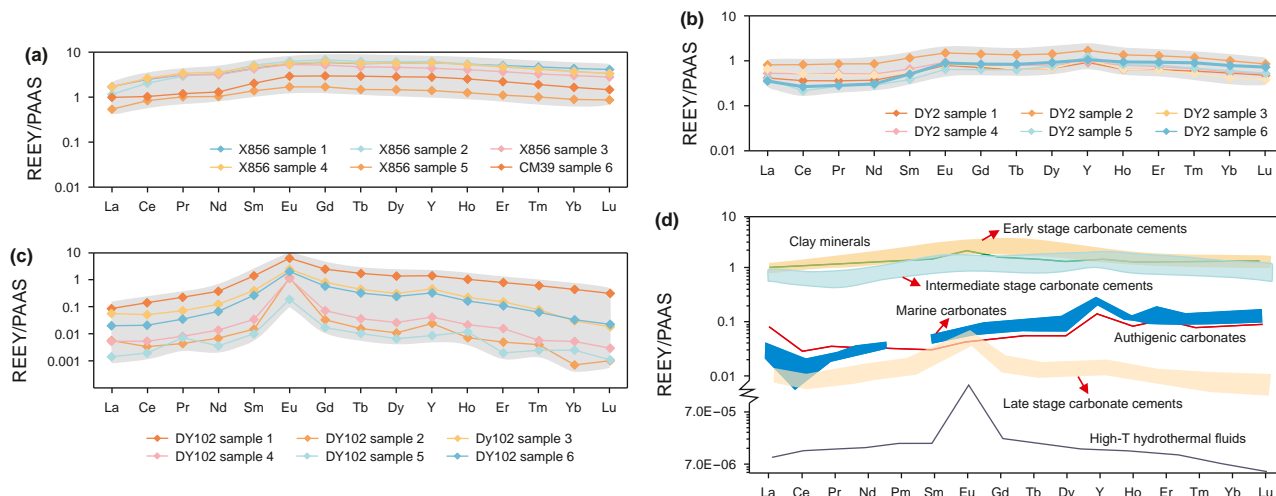 (a)
REEY/PAAS
10
1
0.1
0.01
X856 sample 1
X856 sample 2
X856 sample 3
X856 sample 4
X856 sample 5
CM39 sample 6
La Ce Pr Nd Sm Eu Gd Tb Dy Y Ho Er Tm Yb Lu
(b)
REEY/PAAS
10
1
0.1
0.01
DY2 sample 1
DY2 sample 2
DY2 sample 3
DY2 sample 4
DY2 sample 5
DY2 sample 6
La Ce Pr Nd Sm Eu Gd Tb Dy Y Ho Er Tm Yb Lu
(c)
REEY/PAAS
10
1
0.1
0.01
0.001
La Ce Pr Nd Sm Eu Gd Tb Dy Y Ho Er Tm Yb Lu
DY102 sample 1
DY102 sample 2
Dy102 sample 3
DY102 sample 4
DY102 sample 5
DY102 sample 6
(d)
REEY/PAAS
10
1
0.1
0.01
7.0E−05
7.0E−06
Early stage carbonate cements
Clay minerals
Intermediate stage carbonate cements
Marine carbonates
Authigenic carbonates
Late stage carbonate cements
High-T hydrothermal fluids
La Ce Pr Nd Pm Sm Eu Gd Tb Dy Y Ho Er Tm Yb Lu